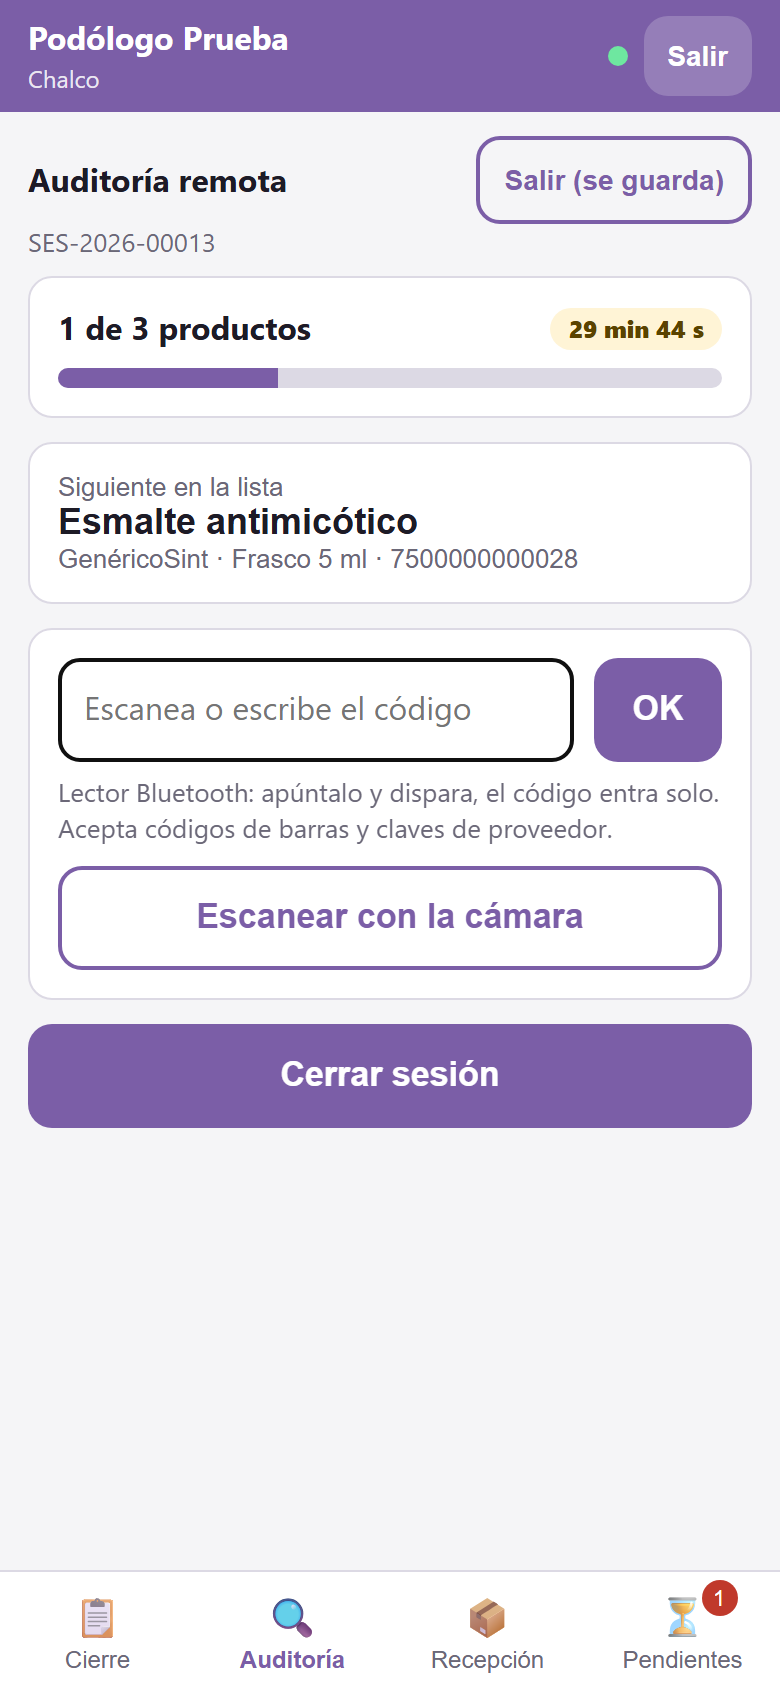 Podólogo Prueba
Chalco
Salir
Auditoría remota
Salir (se guarda)
SES-2026-00013
1 de 3 productos
29 min 44 s
Siguiente en la lista
Esmalte antimicótico
GenéricoSint · Frasco 5 ml · 7500000000028
Escanea o escribe el código
OK
Lector Bluetooth: apúntalo y dispara, el código entra solo.
Acepta códigos de barras y claves de proveedor.
Escanear con la cámara
Cerrar sesión
1
Cierre
Auditoría
Recepción
Pendientes